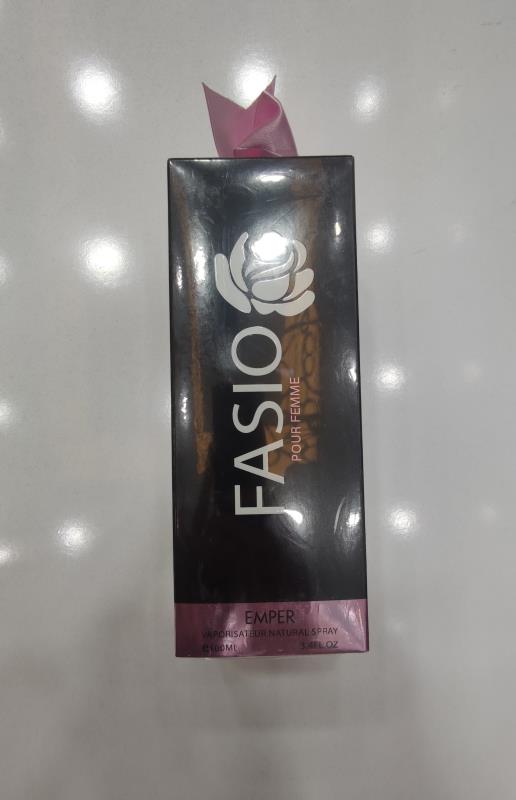 FASIO
POUR FEMME
EMPER
VAPORISATEUR NATURAL SPRAY
℮100ML 3.4FL.OZ